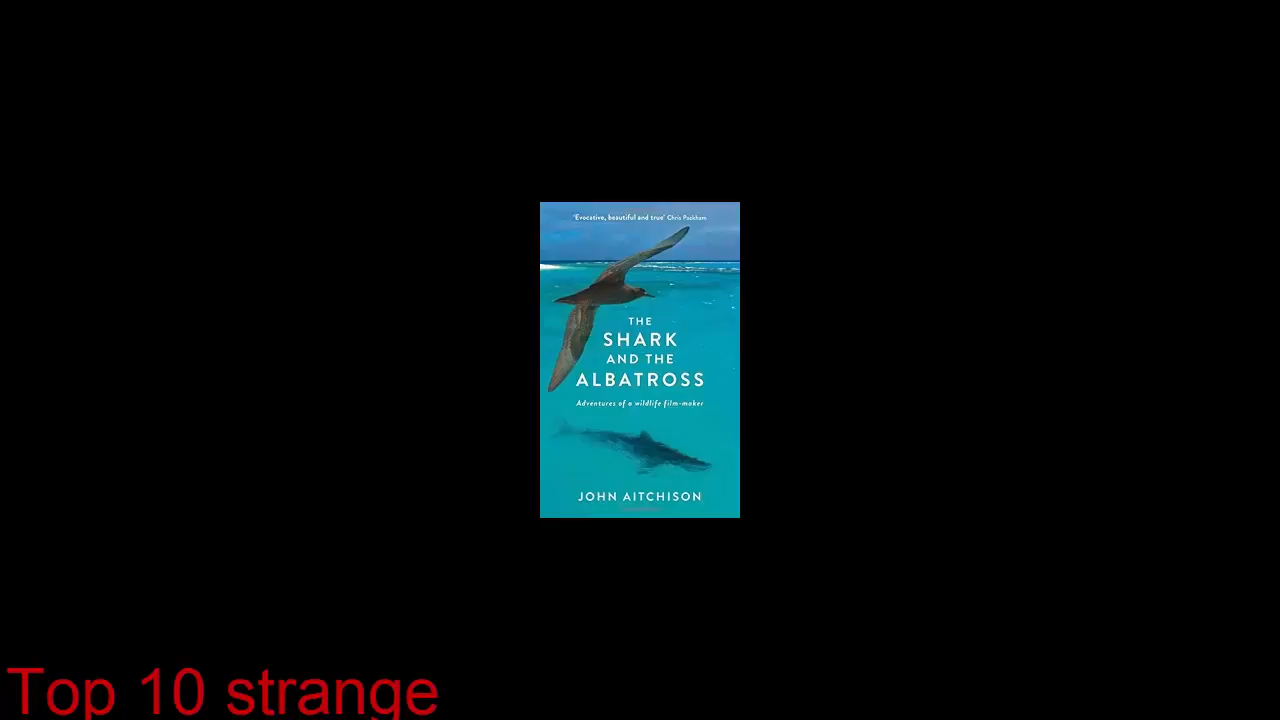 'Evocative, beautiful and true' Chris Packham
THE
SHARK
AND THE
ALBATROSS
Adventures of a wildlife film-maker
JOHN AITCHISON
Top 10 strange